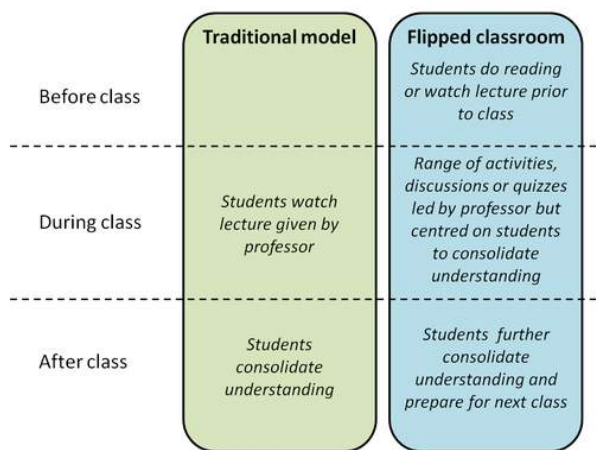 Traditional model
Flipped classroom
Before class
Students do reading
or watch lecture prior
to class
During class
Students watch
lecture given by
professor
Range of activities,
discussions or quizzes
led by professor but
centred on students
to consolidate
understanding
After class
Students
consolidate
understanding
Students further
consolidate
understanding and
prepare for next class